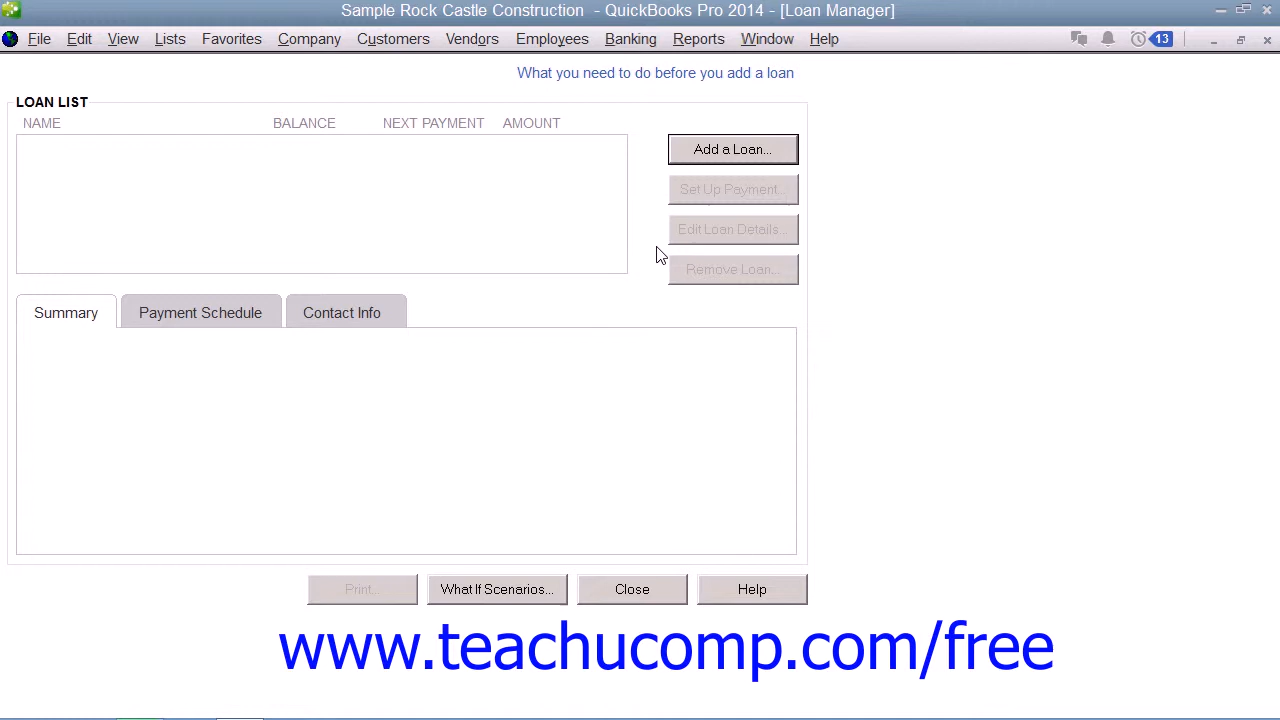 Sample Rock Castle Construction - QuickBooks Pro 2014 - [Loan Manager]
File Edit View Lists Favorites Company Customers Vendors Employees Banking Reports Window Help 13
What you need to do before you add a loan
LOAN LIST
NAME BALANCE NEXT PAYMENT AMOUNT
Add a Loan...
Set Up Payment...
Edit Loan Details...
Remove Loan...
Summary Payment Schedule Contact Info
Print... What If Scenarios... Close Help
www.teachucomp.com/free